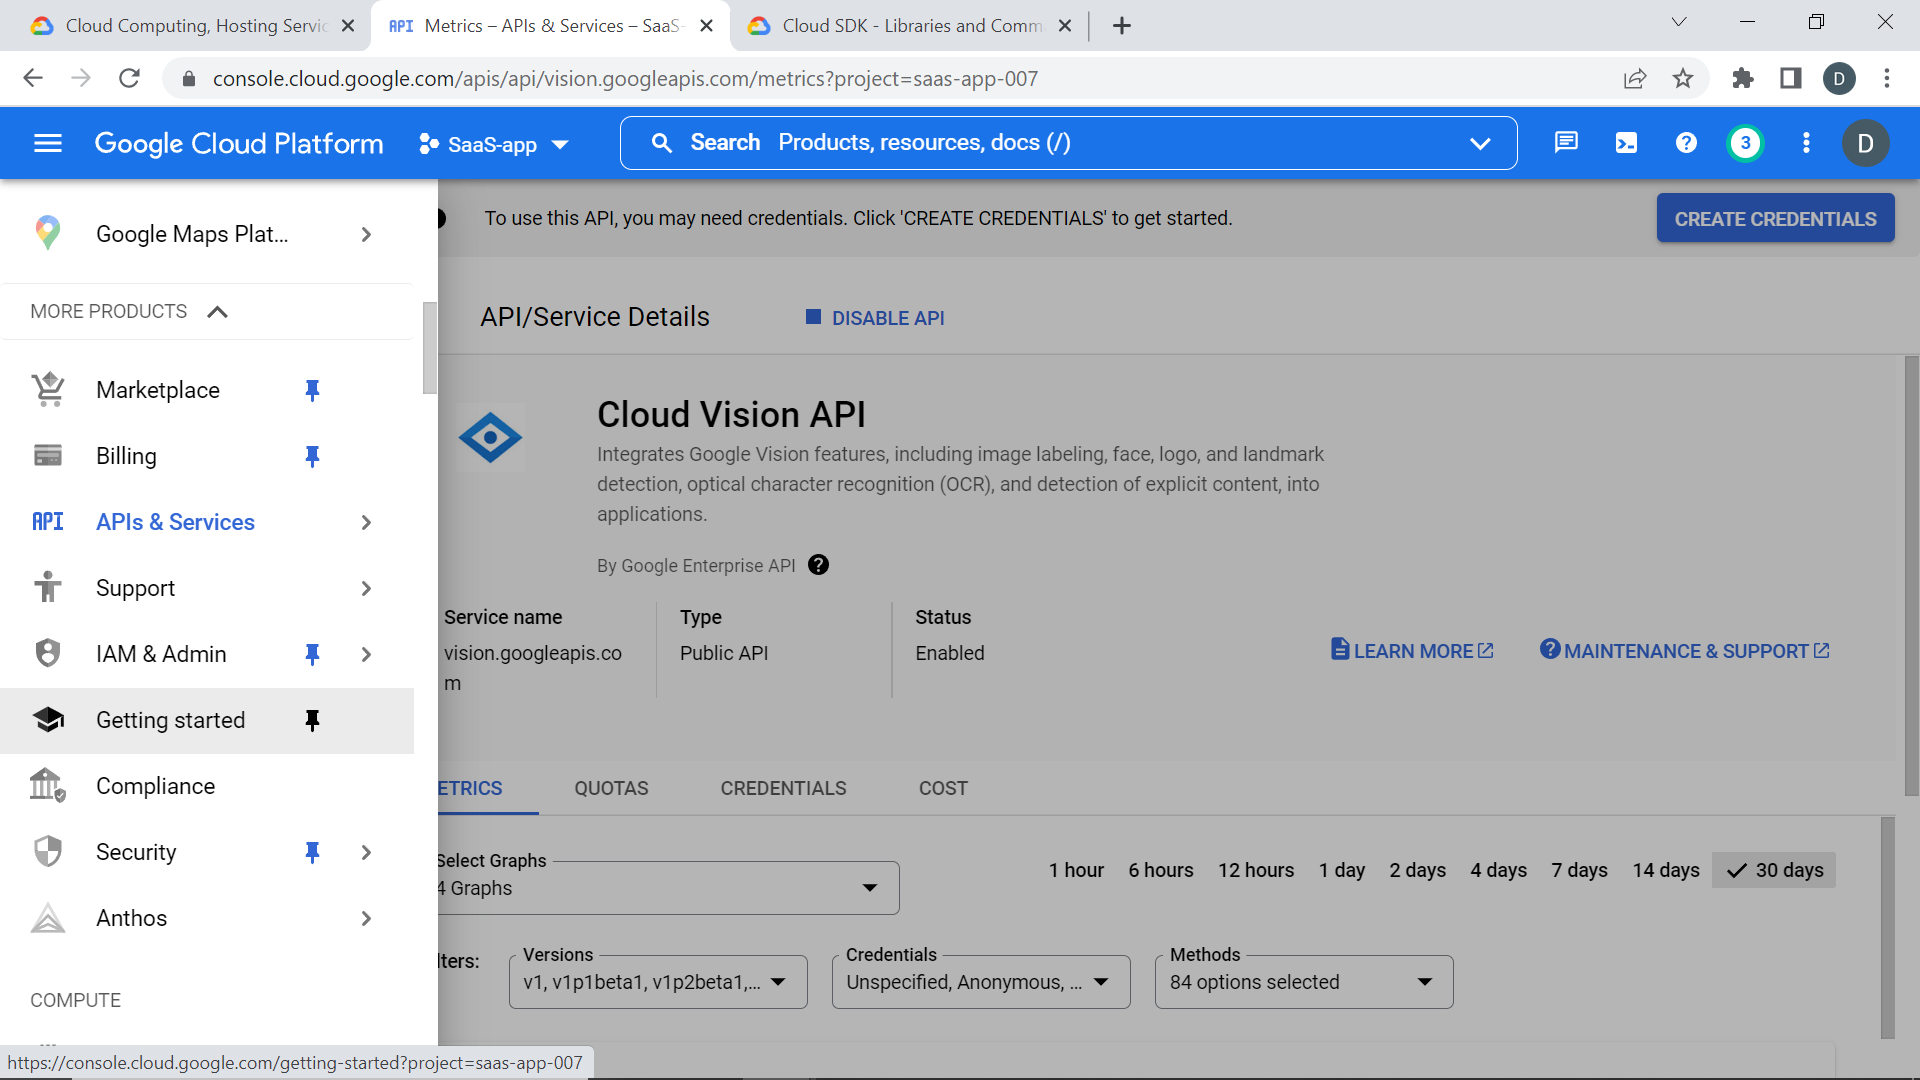 Cloud Computing, Hosting Servic
API Metrics – APIs & Services – SaaS-
Cloud SDK - Libraries and Comm
console.cloud.google.com/apis/api/vision.googleapis.com/metrics?project=saas-app-007
D
Google Cloud Platform
SaaS-app
Search Products, resources, docs (/)
3
D
Google Maps Plat...
MORE PRODUCTS
Marketplace
Billing
API APIs & Services
Support
IAM & Admin
Getting started
Compliance
Security
Anthos
COMPUTE
To use this API, you may need credentials. Click 'CREATE CREDENTIALS' to get started.
CREATE CREDENTIALS
API/Service Details
DISABLE API
Cloud Vision API
Integrates Google Vision features, including image labeling, face, logo, and landmark
detection, optical character recognition (OCR), and detection of explicit content, into
applications.
By Google Enterprise API
Service name
vision.googleapis.co
m
Type
Public API
Status
Enabled
LEARN MORE
MAINTENANCE & SUPPORT
ETRICS
QUOTAS
CREDENTIALS
COST
Select Graphs
4 Graphs
1 hour
6 hours
12 hours
1 day
2 days
4 days
7 days
14 days
30 days
lters:
Versions
v1, v1p1beta1, v1p2beta1,...
Credentials
Unspecified, Anonymous, ...
Methods
84 options selected
https://console.cloud.google.com/getting-started?project=saas-app-007